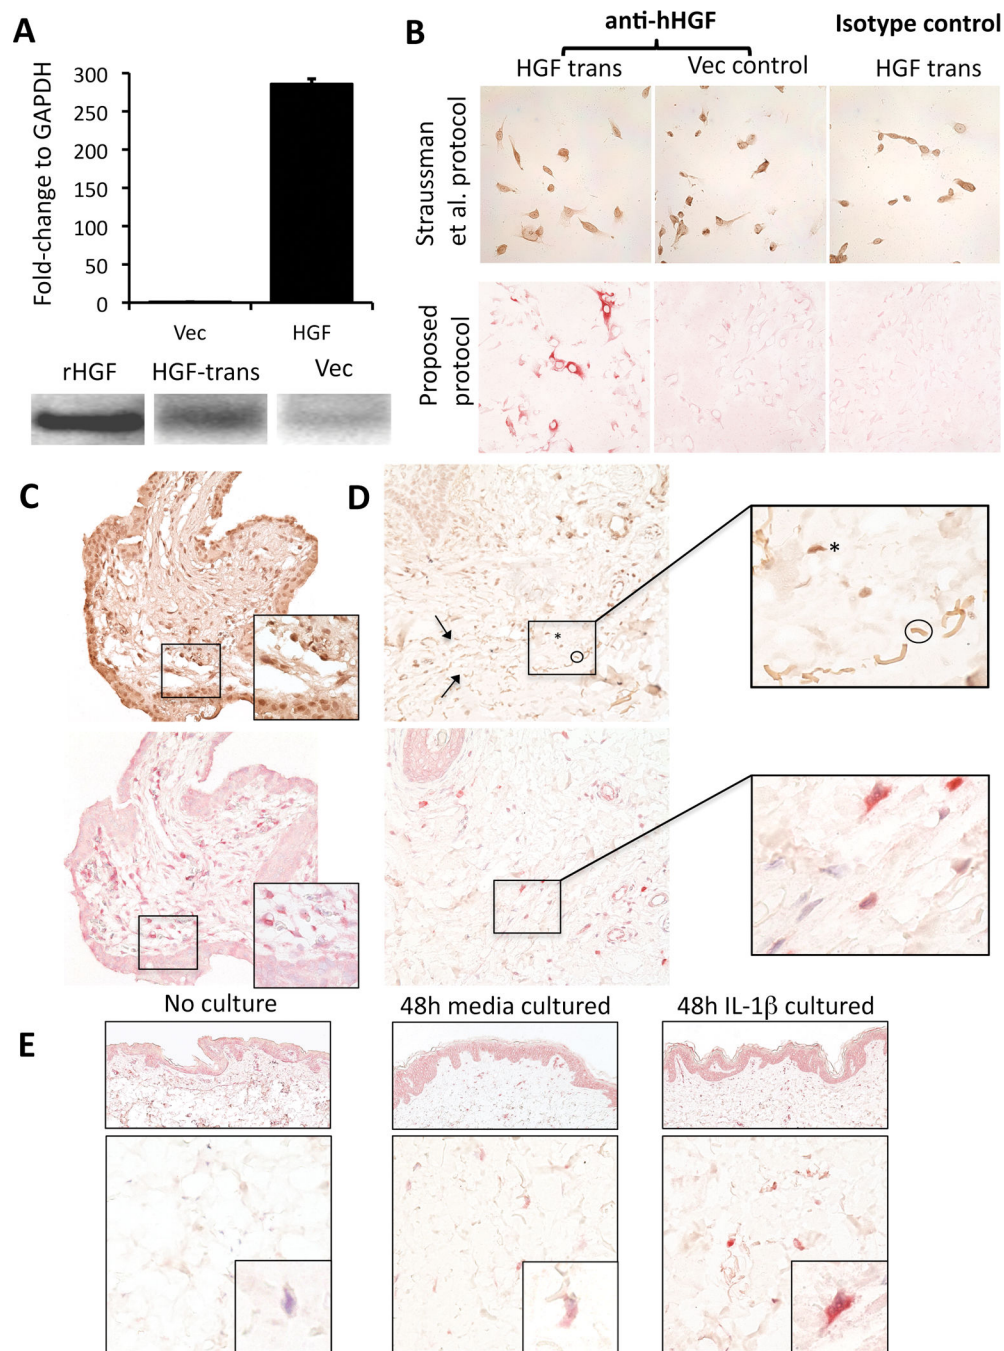 A
Fold-change to GAPDH
300
250
200
150
100
50
0
Vec
HGF
rHGF
HGF-trans
Vec
B
anti-hHGF
Isotype control
HGF trans
Vec control
HGF trans
Straussman
et al. protocol
Proposed
protocol
C
D
*
*
E
No culture
48h media cultured
48h IL-1β cultured